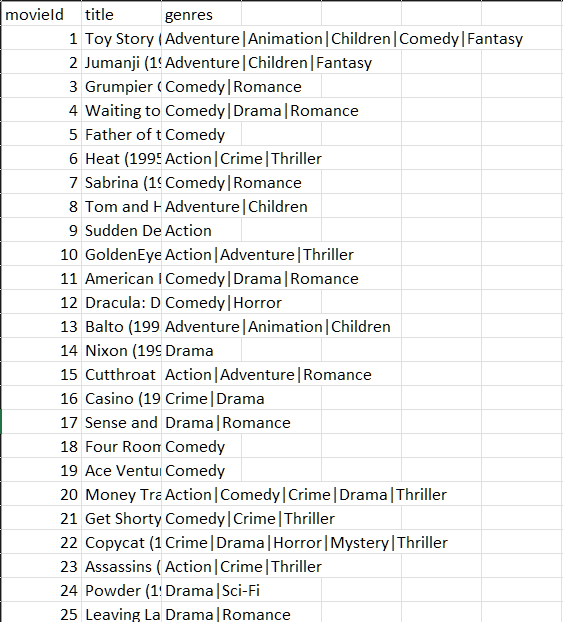 movieId title genres
1 Toy Story ( Adventure|Animation|Children|Comedy|Fantasy
2 Jumanji (19 Adventure|Children|Fantasy
3 Grumpier ( Comedy|Romance
4 Waiting to Comedy|Drama|Romance
5 Father of t Comedy
6 Heat (1995 Action|Crime|Thriller
7 Sabrina (19 Comedy|Romance
8 Tom and H Adventure|Children
9 Sudden De Action
10 GoldenEye Action|Adventure|Thriller
11 American Comedy|Drama|Romance
12 Dracula: D Comedy|Horror
13 Balto (199 Adventure|Animation|Children
14 Nixon (199 Drama
15 Cutthroat Action|Adventure|Romance
16 Casino (19 Crime|Drama
17 Sense and Drama|Romance
18 Four Room Comedy
19 Ace Ventu Comedy
20 Money Tra Action|Comedy|Crime|Drama|Thriller
21 Get Shorty Comedy|Crime|Thriller
22 Copycat (1 Crime|Drama|Horror|Mystery|Thriller
23 Assassins ( Action|Crime|Thriller
24 Powder (19 Drama|Sci-Fi
25 Leaving La Drama|Romance